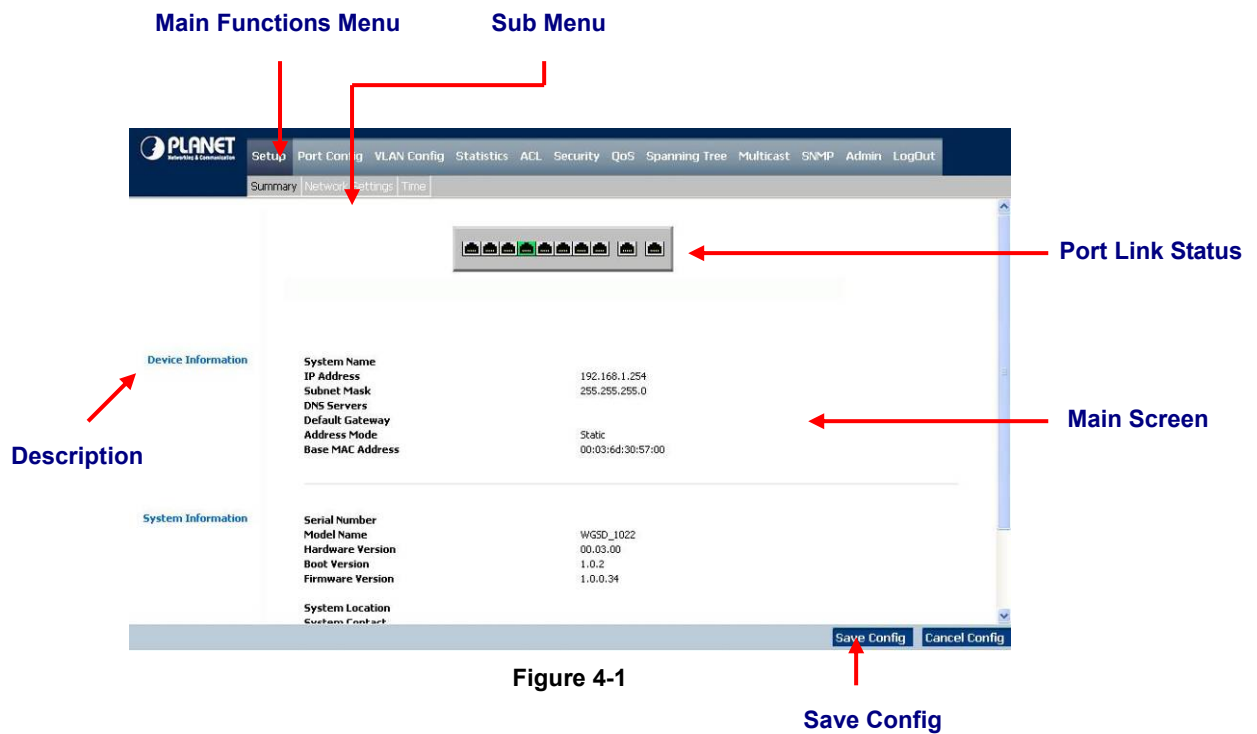 Main Functions Menu Sub Menu
PLANET
Networking & Communication
Setup Port Config VLAN Config Statistics ACL Security QoS Spanning Tree Multicast SNMP Admin LogOut
Summary Network Settings Time
Port Link Status
Device Information
System Name
IP Address 192.168.1.254
Subnet Mask 255.255.255.0
DNS Servers
Default Gateway
Address Mode Static
Base MAC Address 00:03:6d:30:57:00
Main Screen
Description
System Information
Serial Number
Model Name WGSD_1022
Hardware Version 00.03.00
Boot Version 1.0.2
Firmware Version 1.0.0.34
System Location
System Contact
Save Config Cancel Config
Figure 4-1
Save Config